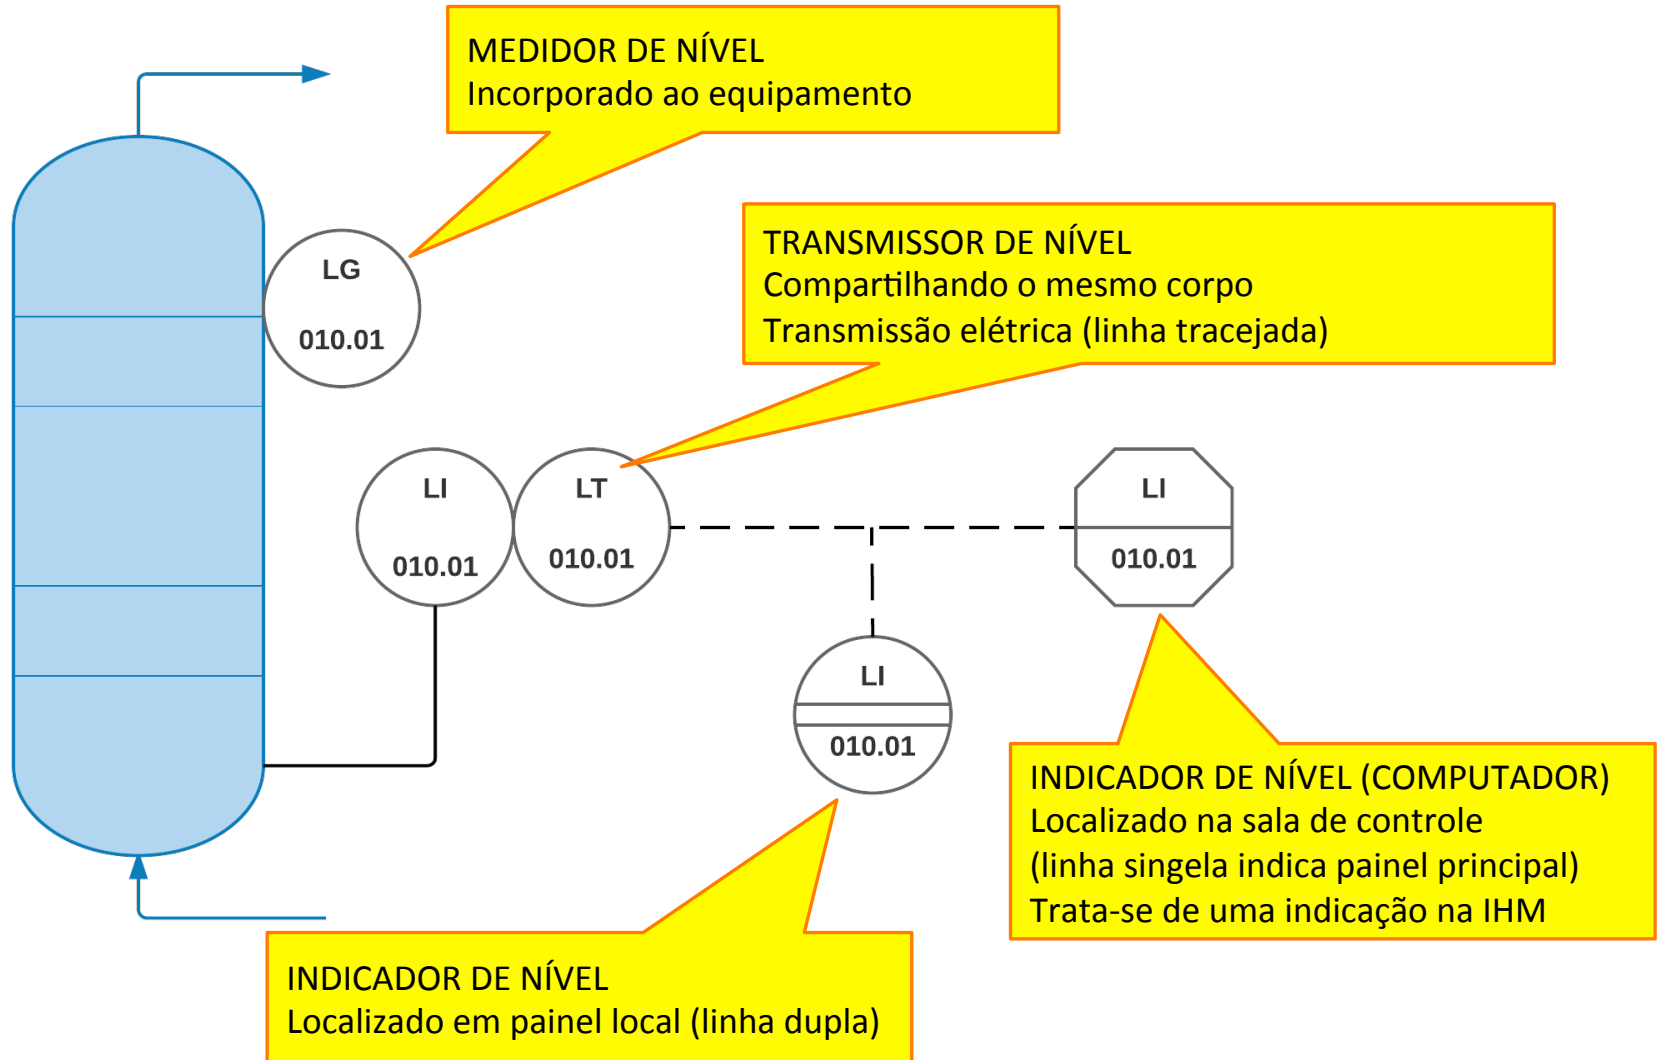 MEDIDOR DE NÍVEL
Incorporado ao equipamento
TRANSMISSOR DE NÍVEL
Compartilhando o mesmo corpo
Transmissão elétrica (linha tracejada)
LG
010.01
LI
010.01
LT
010.01
LI
010.01
LI
010.01
INDICADOR DE NÍVEL (COMPUTADOR)
Localizado na sala de controle
(linha singela indica painel principal)
Trata-se de uma indicação na IHM
INDICADOR DE NÍVEL
Localizado em painel local (linha dupla)